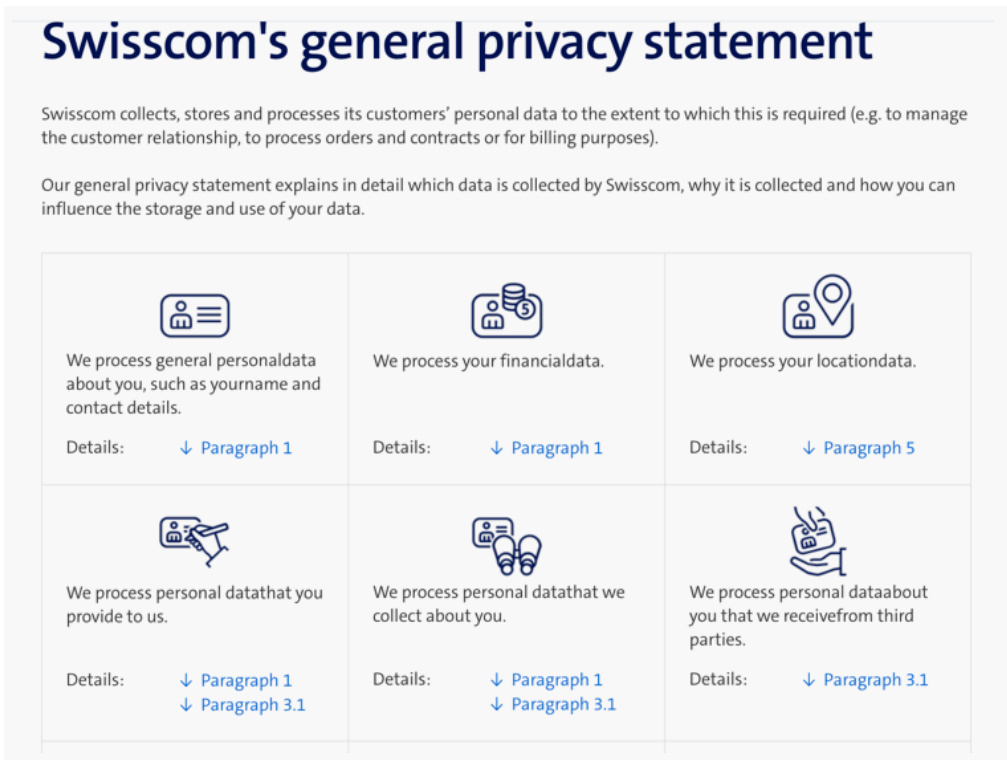 Swisscom's general privacy statement
Swisscom collects, stores and processes its customers' personal data to the extent to which this is required (e.g. to manage
the customer relationship, to process orders and contracts or for billing purposes).
Our general privacy statement explains in detail which data is collected by Swisscom, why it is collected and how you can
influence the storage and use of your data.
We process general personaldata
about you, such as yourname and
contact details.
Details: ↓ Paragraph 1
5
We process your financialdata.
Details: ↓ Paragraph 1
We process your locationdata.
Details: ↓ Paragraph 5
We process personal datathat you
provide to us.
Details: ↓ Paragraph 1
↓ Paragraph 3.1
We process personal datathat we
collect about you.
Details: ↓ Paragraph 1
↓ Paragraph 3.1
We process personal dataabout
you that we receivefrom third
parties.
Details: ↓ Paragraph 3.1